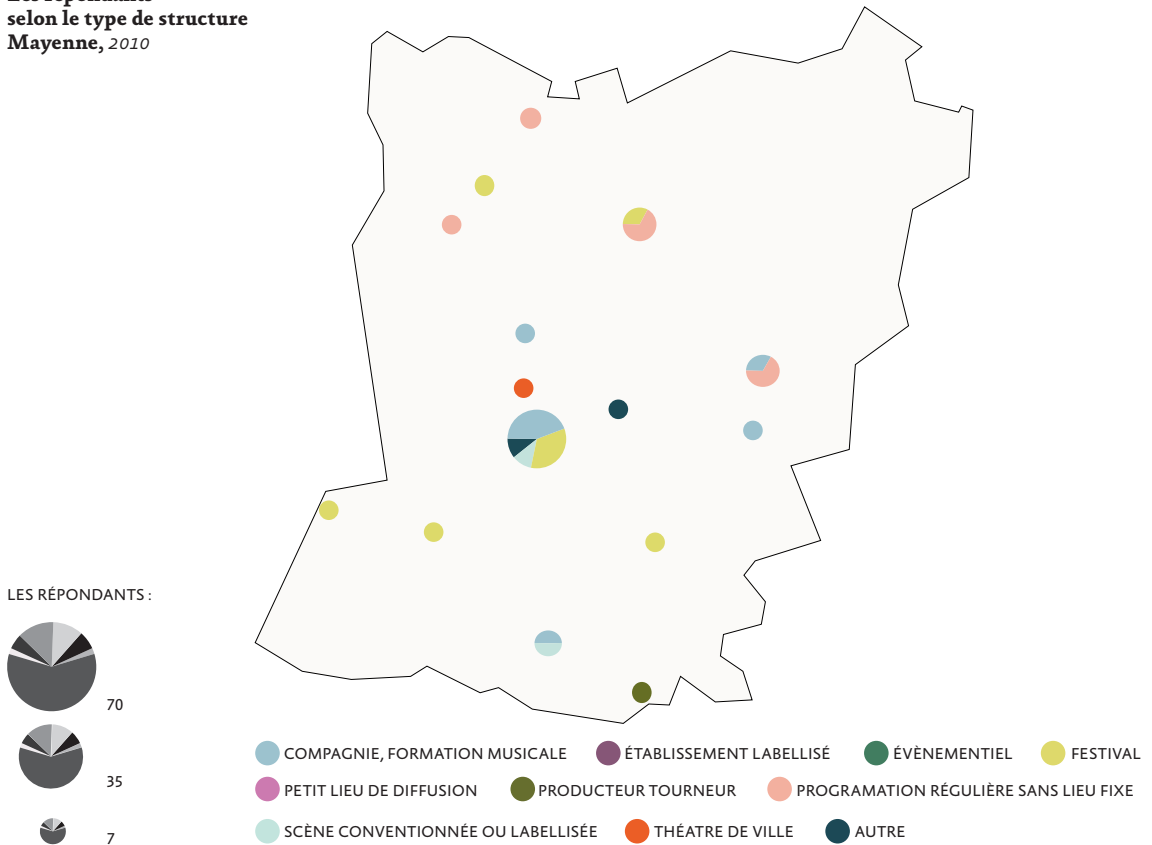 Les répondants
selon le type de structure
Mayenne, 2010
LES RÉPONDANTS :
70
35
7
COMPAGNIE, FORMATION MUSICALE
ÉTABLISSEMENT LABELLISÉ
ÉVÈNEMENTIEL
FESTIVAL
PETIT LIEU DE DIFFUSION
PRODUCTEUR TOURNEUR
PROGRAMATION RÉGULIÈRE SANS LIEU FIXE
SCÈNE CONVENTIONNÉE OU LABELLISÉE
THÉATRE DE VILLE
AUTRE